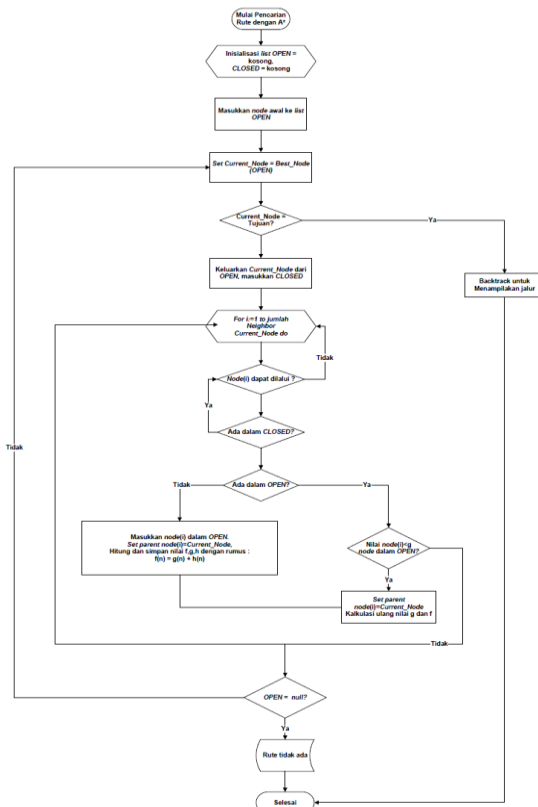 Mulai Pencarian
Rute dengan A*
Inisialisasi list OPEN =
kosong,
CLOSED = kosong
Masukkan node awal ke list
OPEN
Set Current_Node = Best_Node
(OPEN)
Current_Node =
Tujuan?
Ya
Keluarkan Current_Node dari
OPEN, masukkan CLOSED
Backtrack untuk
Menampilakan jalur
For i:=1 to jumlah
Neighbor
Current_Node do
Tidak
Node(i) dapat dilalui ?
Ya
Ada dalam CLOSED?
Tidak
Ada dalam OPEN?
Tidak
Ya
Masukkan node(i) dalam OPEN.
Set parent node(i)=Current_Node,
Hitung dan simpan nilai f,g,h dengan rumus :
f(n) = g(n) + h(n)
Nilai node(i)<g
node dalam OPEN?
Ya
Set parent
node(i)=Current_Node
Kalkulasi ulang nilai g dan f
Tidak
OPEN = null?
Ya
Rute tidak ada
Selesai